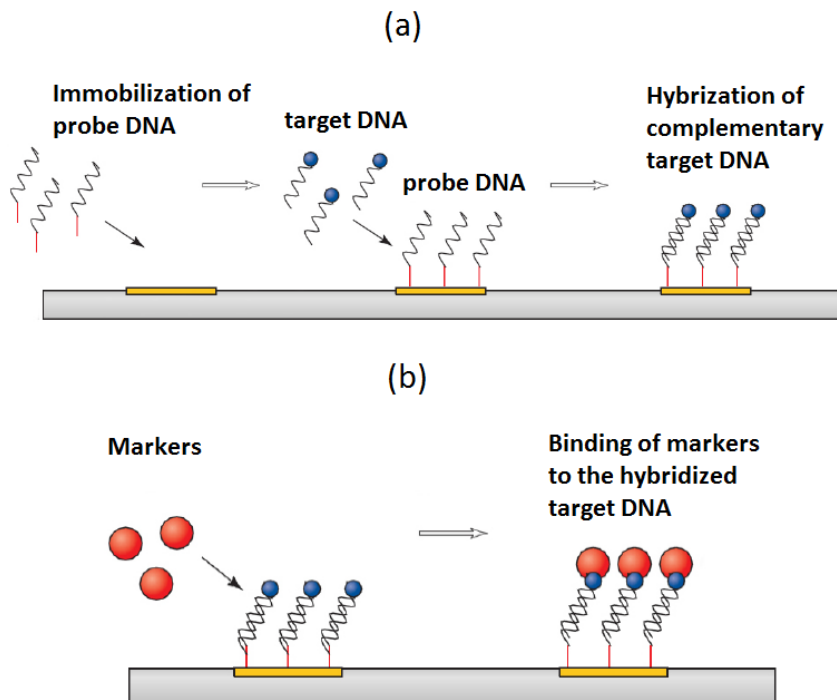 (a)
Immobilization of
probe DNA
target DNA
probe DNA
Hybrization of
complementary
target DNA
(b)
Markers
Binding of markers
to the hybridized
target DNA